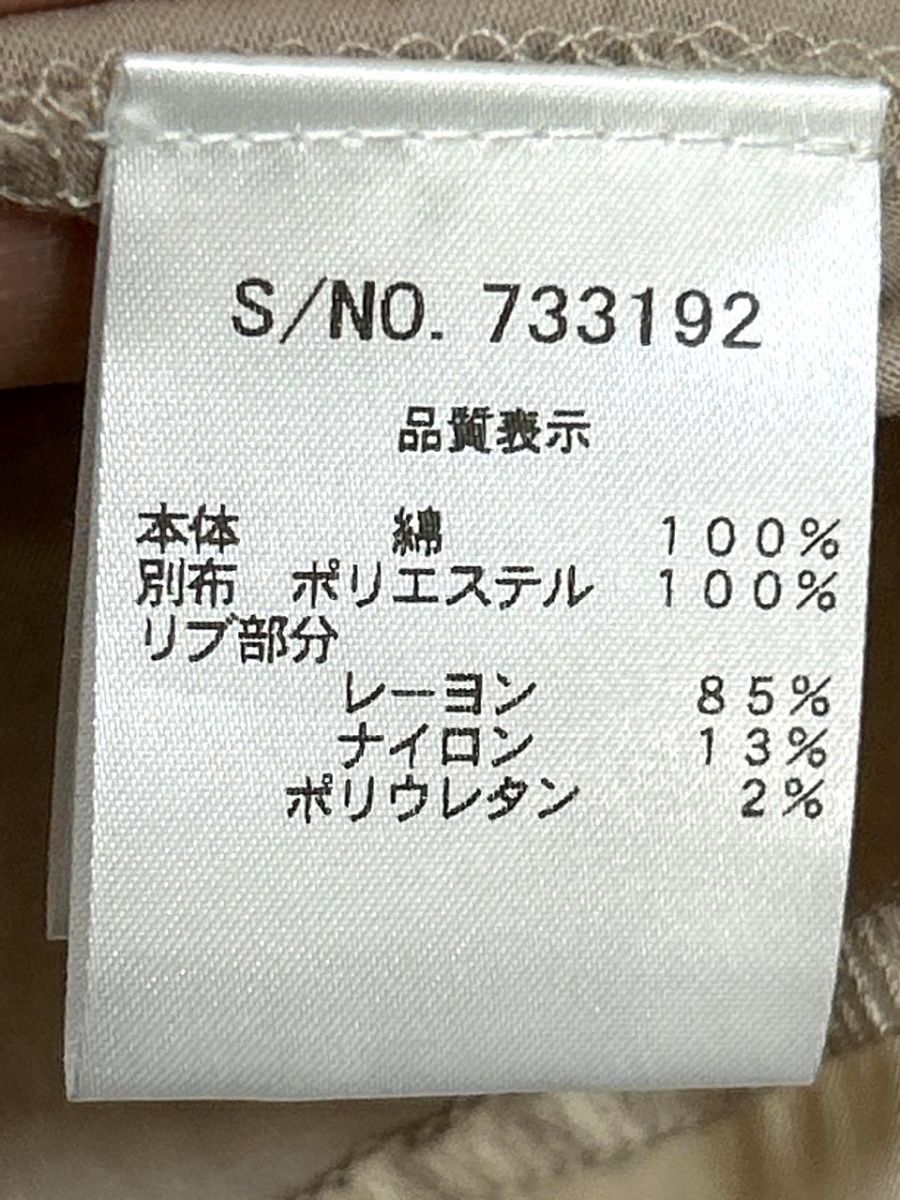 S/NO. 733192
品質表示
本体 綿 100%
別布 ポリエステル 100%
リブ部分
レーヨン 85%
ナイロン 13%
ポリウレタン 2%